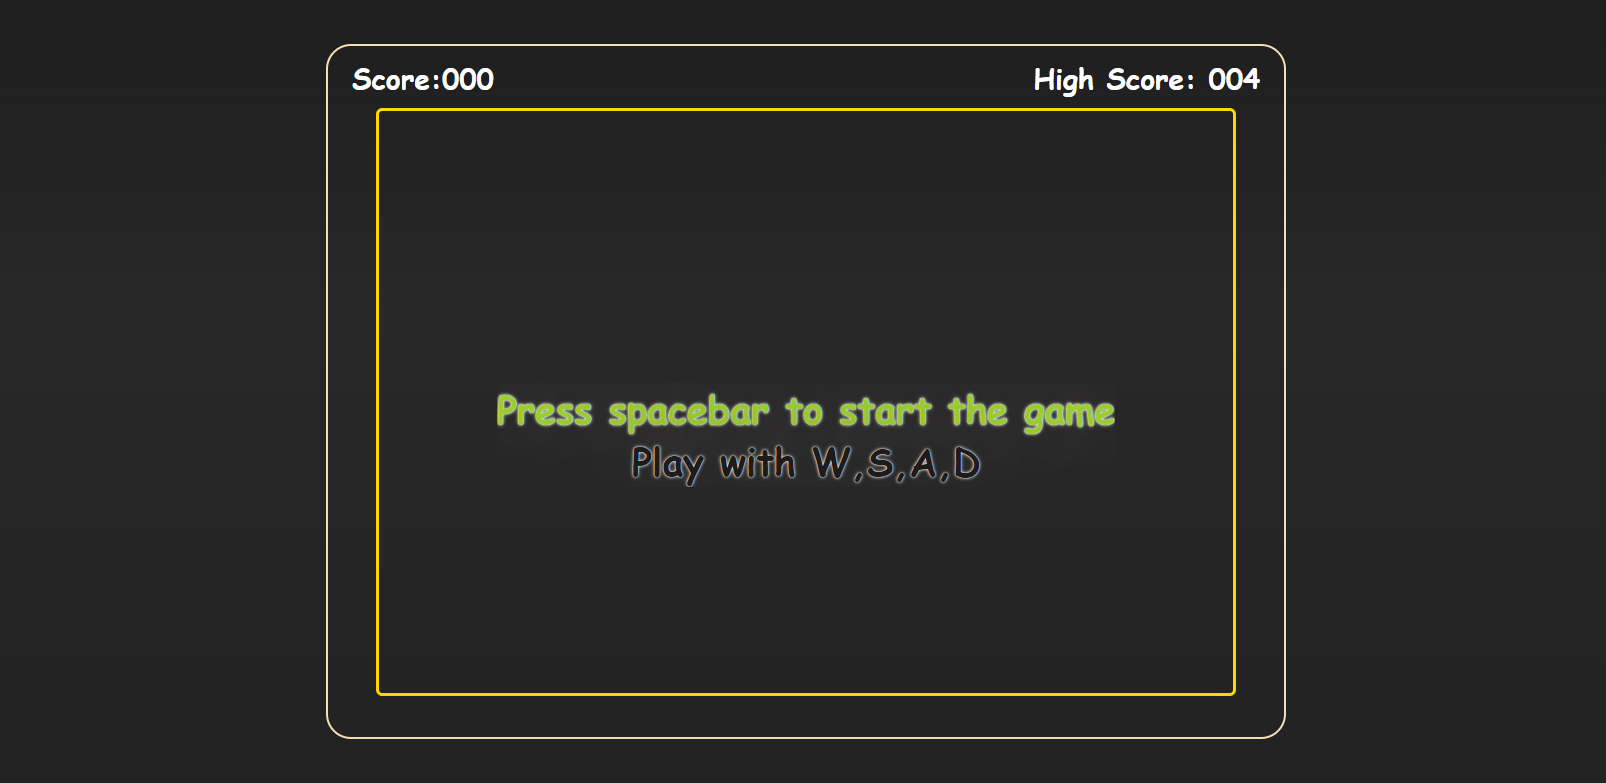 Score:000
High Score: 004
Press spacebar to start the game
Play with W,S,A,D